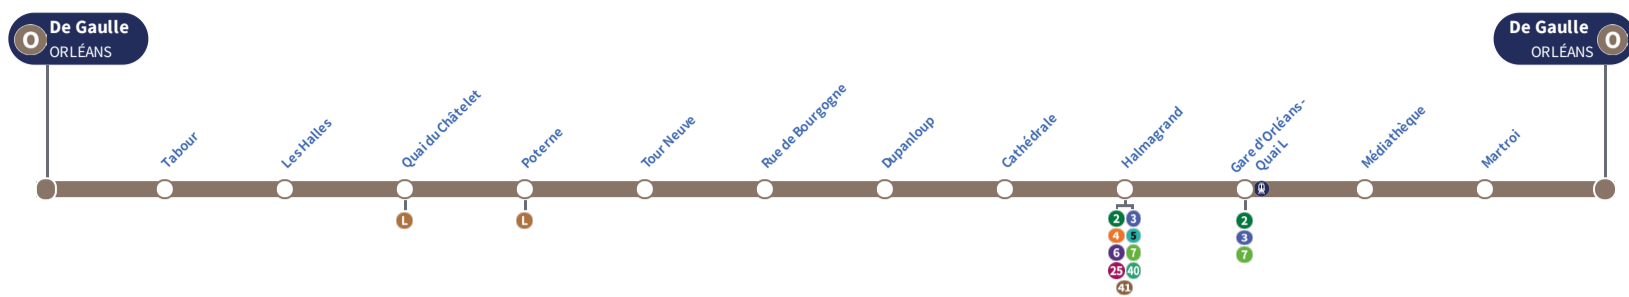 O De Gaulle
ORLÉANS
De Gaulle O
ORLÉANS
Tabour
Les Halles
Quai du Châtelet
Poterne
Tour Neuve
Rue de Bourgogne
Dupanloup
Cathédrale
Halmagrand
Gare d'Orléans-
Quai L
Médiathèque
Martroi
L
L
2 3
4 5
6 7
25 40
41
2
3
7